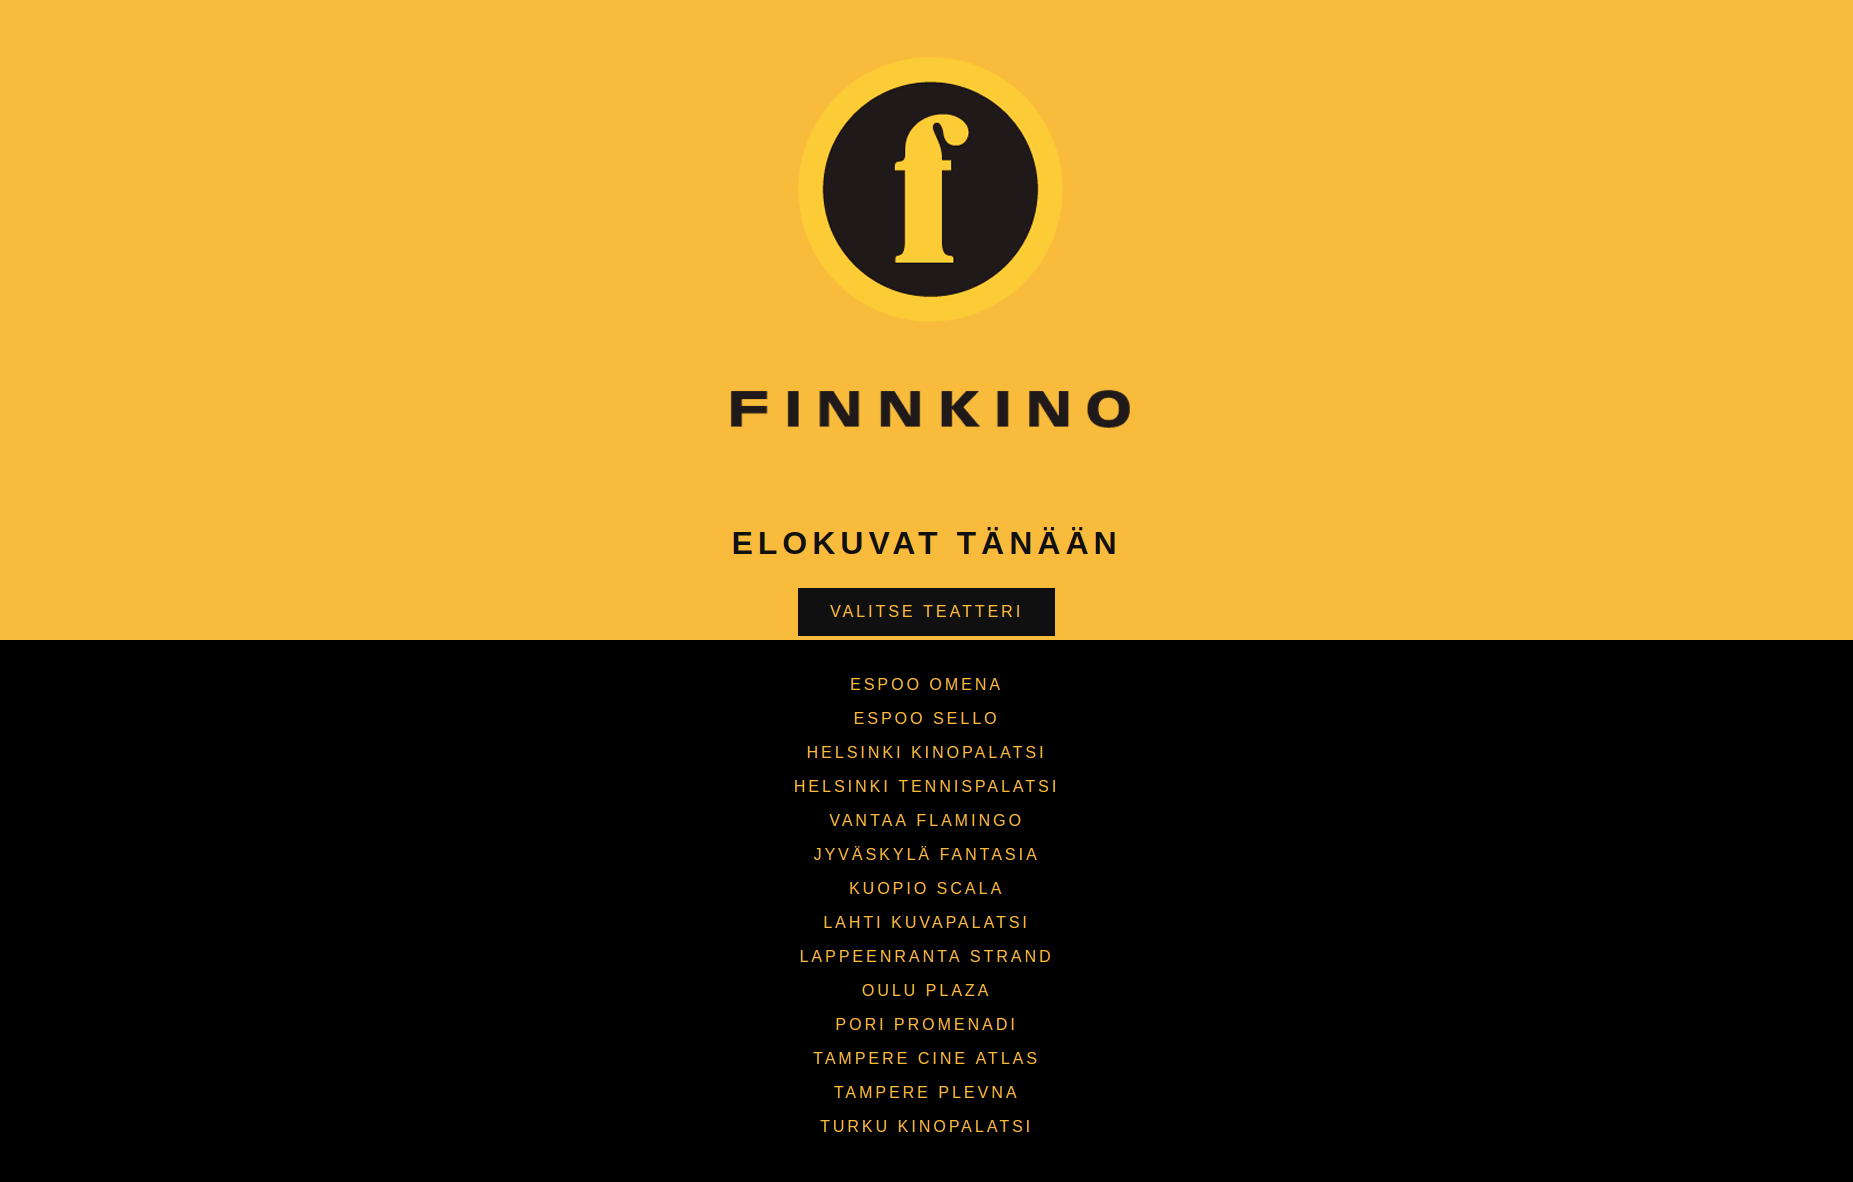 f
FINNKINO
ELOKUVAT TÄNÄÄN
VALITSE TEATTERI
ESPOO OMENA
ESPOO SELLO
HELSINKI KINOPALATSI
HELSINKI TENNISPALATSI
VANTAA FLAMINGO
JYVÄSKYLÄ FANTASIA
KUOPIO SCALA
LAHTI KUVAPALATSI
LAPPEENRANTA STRAND
OULU PLAZA
PORI PROMENADI
TAMPERE CINE ATLAS
TAMPERE PLEVNA
TURKU KINOPALATSI